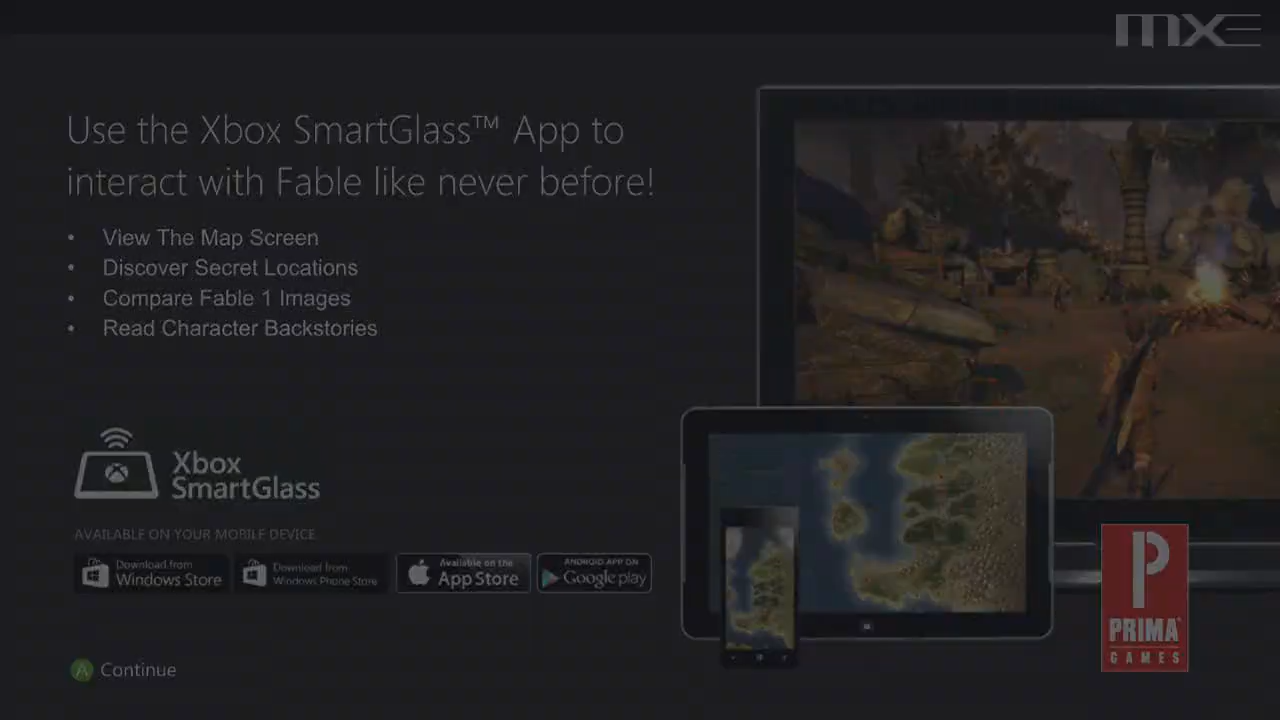 MXE
Use the Xbox SmartGlass™ App to
interact with Fable like never before!
• View The Map Screen
• Discover Secret Locations
• Compare Fable 1 Images
• Read Character Backstories
Xbox
SmartGlass
AVAILABLE ON YOUR MOBILE DEVICE
Download from
Windows Store
Download from
Windows Phone Store
Available on the
App Store
ANDROID APP ON
Google play
PRIMA
GAMES
A Continue